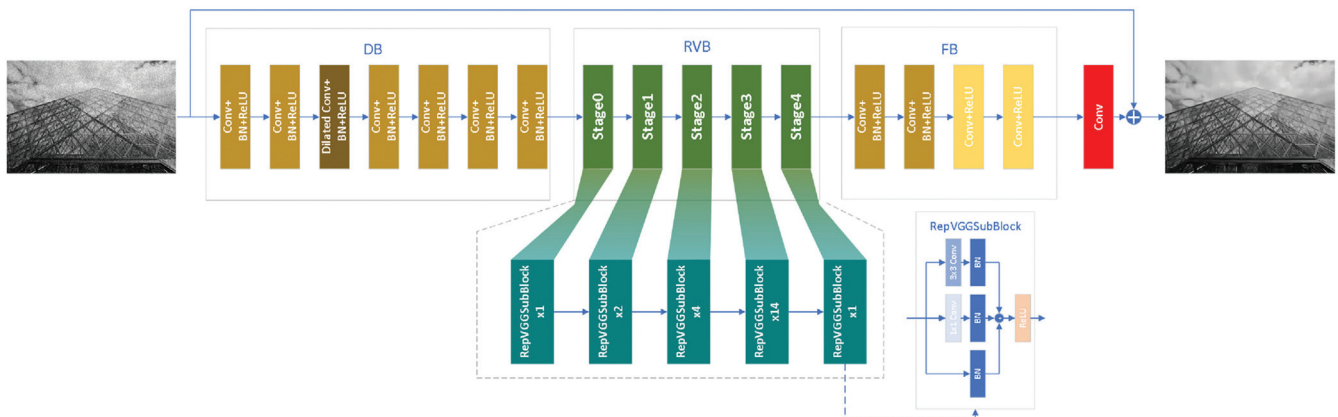 DB
RVB
FB
Conv+
BN+ReLU
Conv+
BN+ReLU
Dilated Conv+
BN+ReLU
Conv+
BN+ReLU
Conv+
BN+ReLU
Conv+
BN+ReLU
Conv+
BN+ReLU
Stage0
Stage1
Stage2
Stage3
Stage4
Conv+
BN+ReLU
Conv+
BN+ReLU
Conv+ReLU
Conv+ReLU
Conv
RepVGGSubBlock
x1
RepVGGSubBlock
x2
RepVGGSubBlock
x4
RepVGGSubBlock
x14
RepVGGSubBlock
x1
RepVGGSubBlock
3x3 Conv
BN
1x1 Conv
BN
BN
ReLU